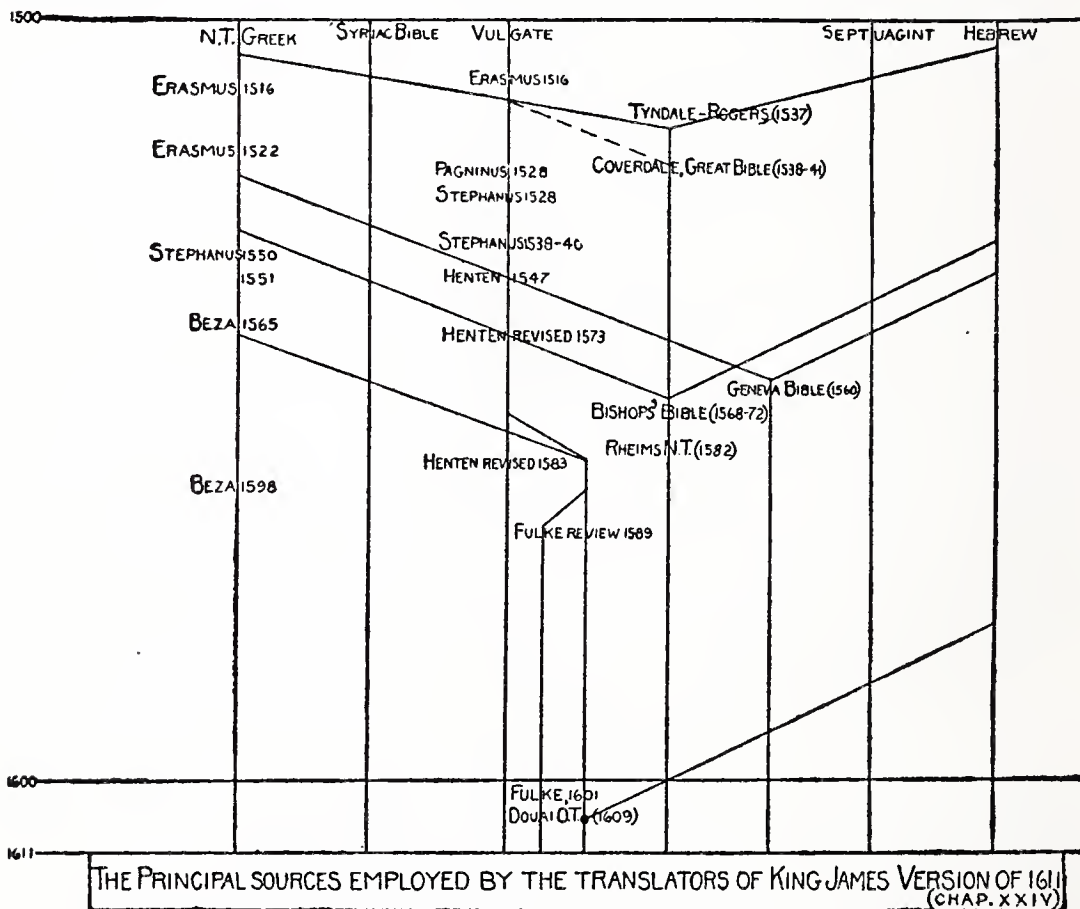 1500
N.T. GREEK
SYRIAC BIBLE
VULGATE
SEPTUAGINT
HEBREW
ERASMUS 1516
ERASMUS 1516
TYNDALE-ROGERS (1537)
ERASMUS 1522
COVERDALE, GREAT BIBLE (1538-41)
PAGNINUS 1528
STEPHANUS 1528
STEPHANUS 1538-40
STEPHANUS 1550
1551
HENTEN 1547
BEZA 1565
HENTEN REVISED 1573
GENEVA BIBLE (1560)
BISHOPS' BIBLE (1568-72)
RHEIMS N.T. (1582)
HENTEN REVISED 1583
BEZA 1598
FULKE REVIEW 1589
1600
FULKE, 1601
DOUAI O.T. (1609)
1611
THE PRINCIPAL SOURCES EMPLOYED BY THE TRANSLATORS OF KING JAMES VERSION OF 1611
(CHAP. XXIV)